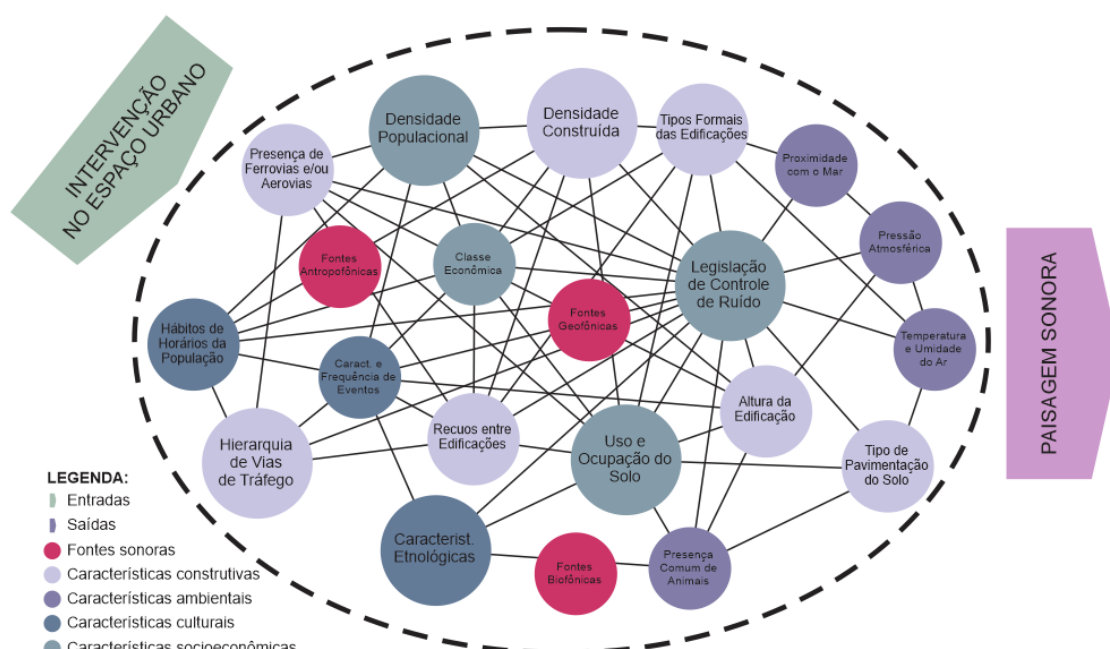 INTERVENÇÃO
NO ESPAÇO URBANO
Densidade
Populacional
Densidade
Construída
Tipos Formais
das Edificações
Presença de
Ferrovias e/ou
Aerovias
Proximidade
com o Mar
Pressão
Atmosférica
Fontes
Antropofônicas
Classe
Econômica
Legislação
de Controle
de Ruído
Fontes
Geofônicas
Hábitos de
Horários da
População
Temperatura
e Umidade
do Ar
Caract. e
Frequência de
Eventos
Altura da
Edificação
Recuos entre
Edificações
Hierarquia
de Vias
de Tráfego
Uso e
Ocupação do
Solo
Tipo de
Pavimentação
do Solo
Caracterist.
Etnológicas
Fontes
Biofônicas
Presença
Comum de
Animais
PAISAGEM SONORA
LEGENDA:
Entradas
Saídas
Fontes sonoras
Características construtivas
Características ambientais
Características culturais
Características socioeconômicas